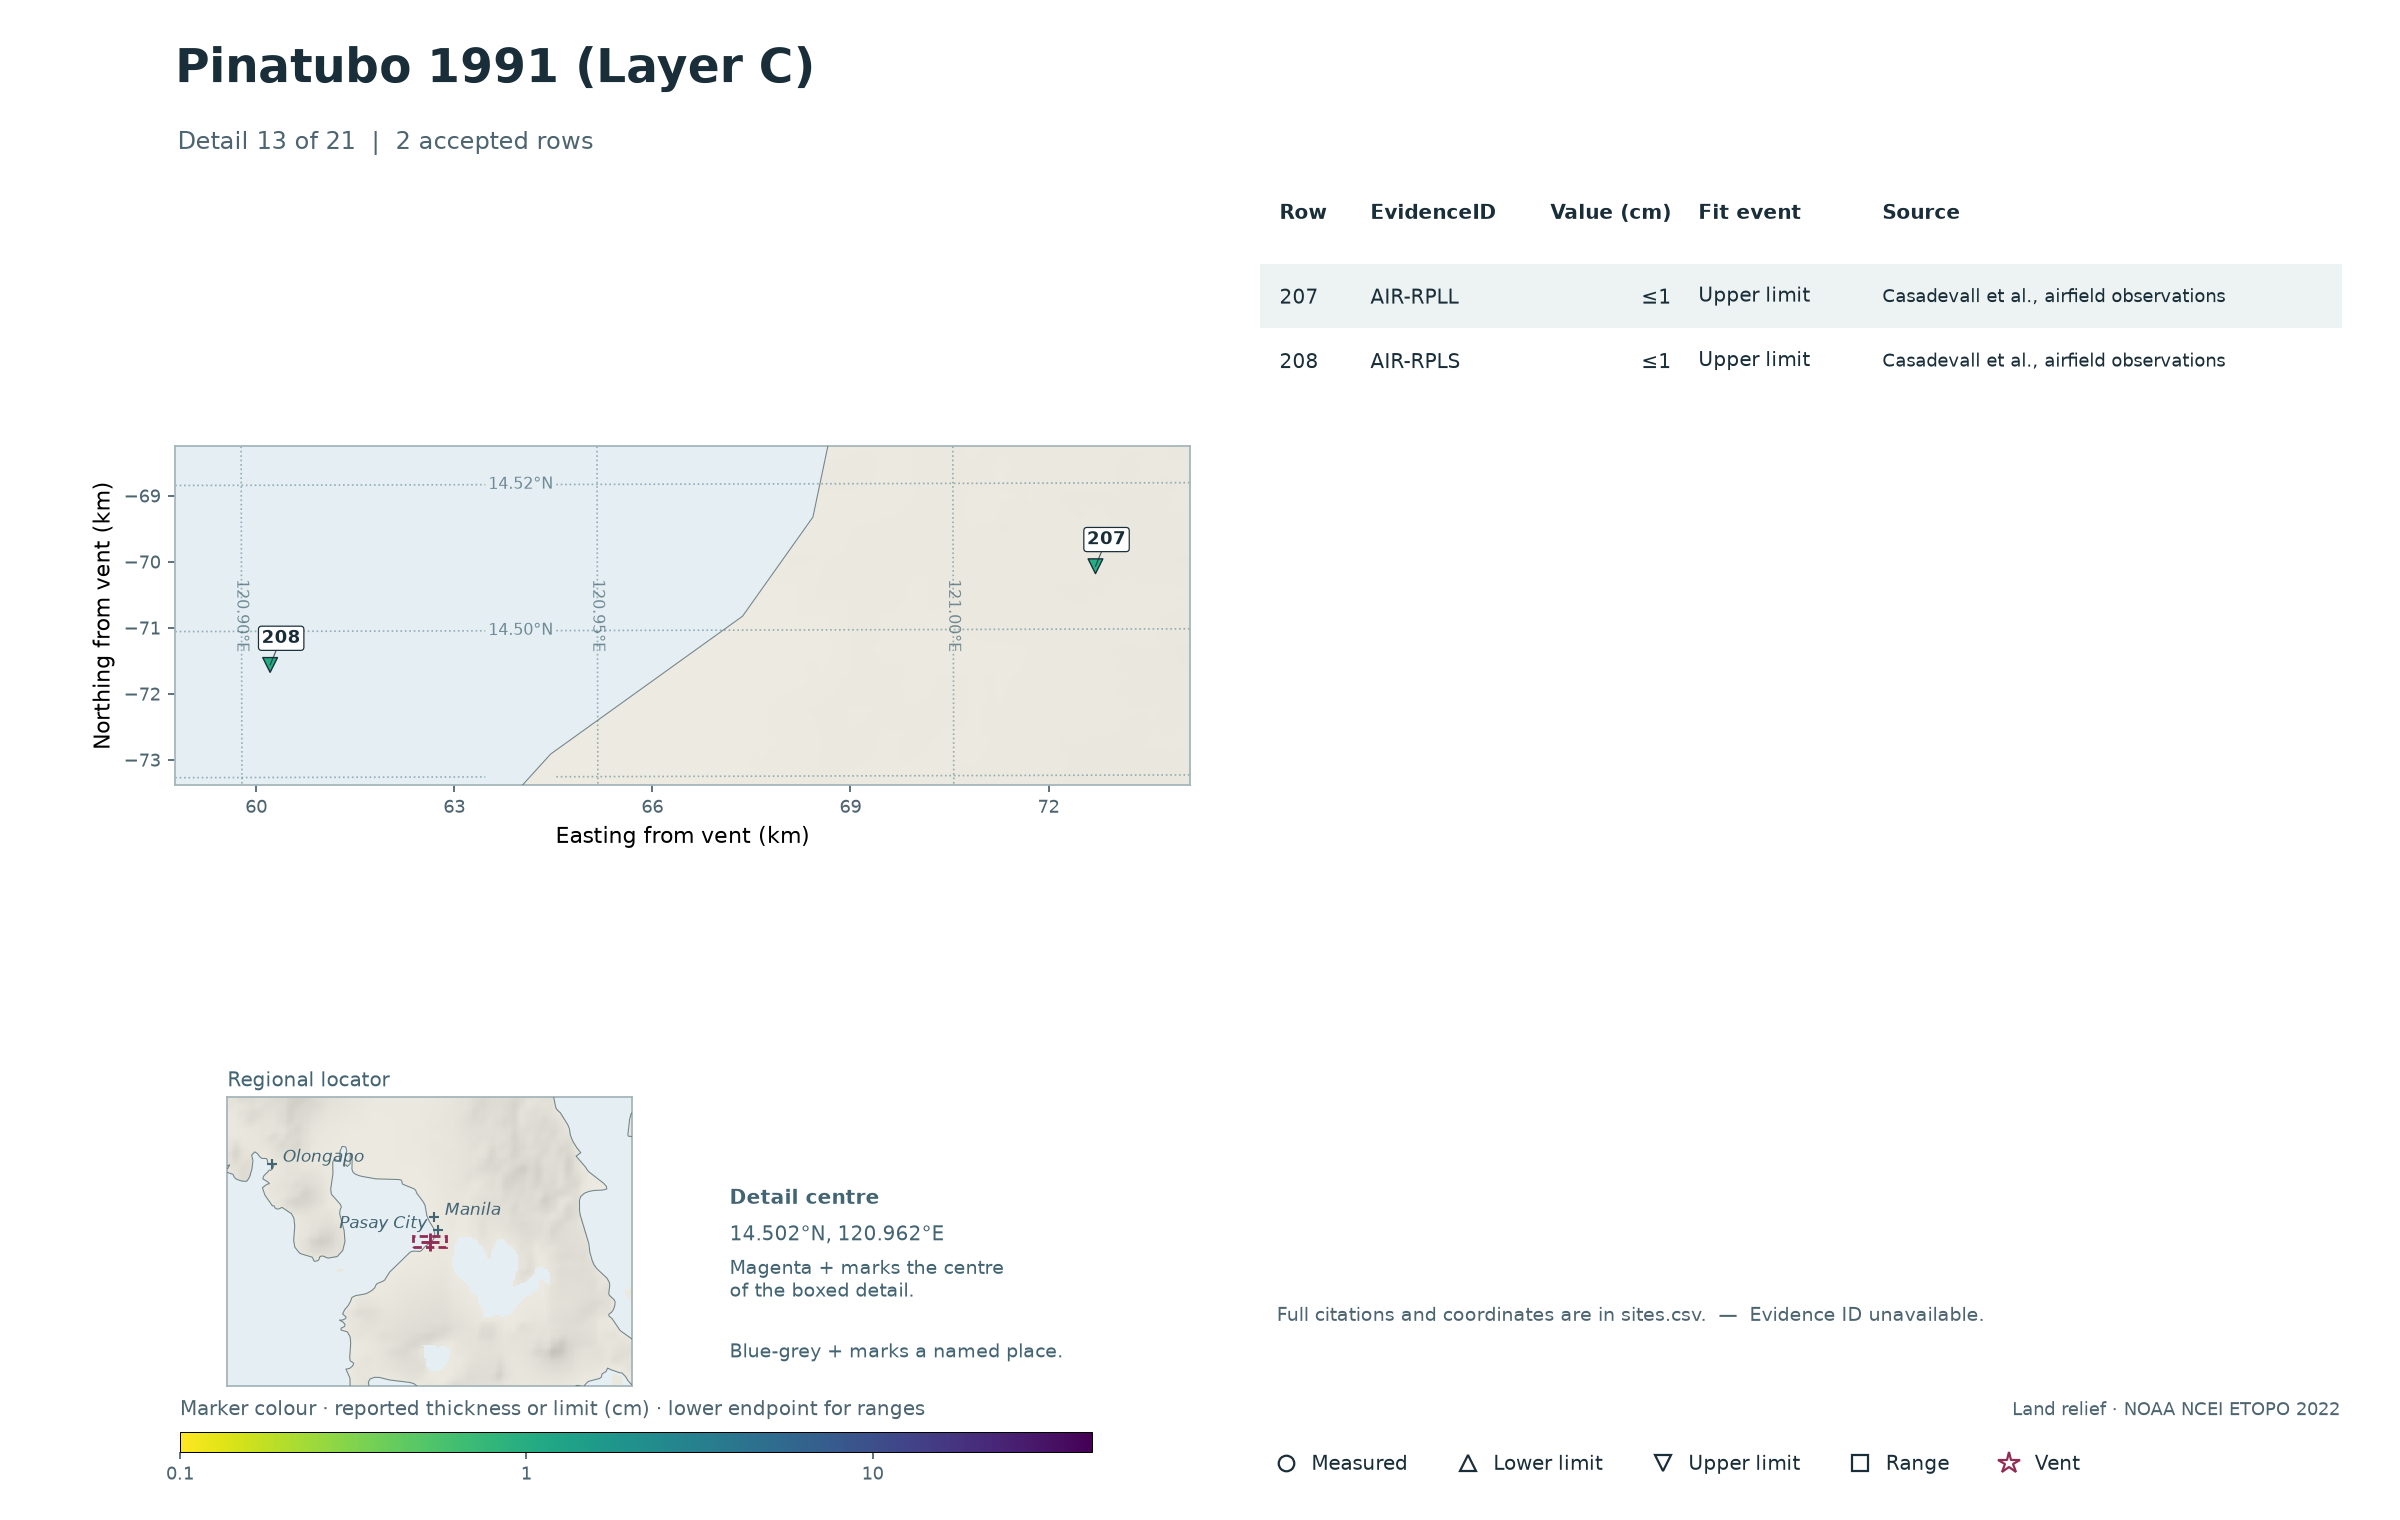 Pinatubo 1991 (Layer C)
Detail 13 of 21 | 2 accepted rows
Row EvidenceID Value (cm) Fit event Source
207 AIR-RPLL ≤1 Upper limit Casadevall et al., airfield observations
208 AIR-RPLS ≤1 Upper limit Casadevall et al., airfield observations
Northing from vent (km)
−69
−70
−71
−72
−73
14.52°N
14.50°N
120.90°E
120.95°E
121.00°E
207
208
60 63 66 69 72
Easting from vent (km)
Regional locator
Olongapo
Manila
Pasay City
Detail centre
14.502°N, 120.962°E
Magenta + marks the centre
of the boxed detail.
Blue-grey + marks a named place.
Full citations and coordinates are in sites.csv. — Evidence ID unavailable.
Marker colour · reported thickness or limit (cm) · lower endpoint for ranges
0.1 1 10
Land relief · NOAA NCEI ETOPO 2022
Measured Lower limit Upper limit Range Vent